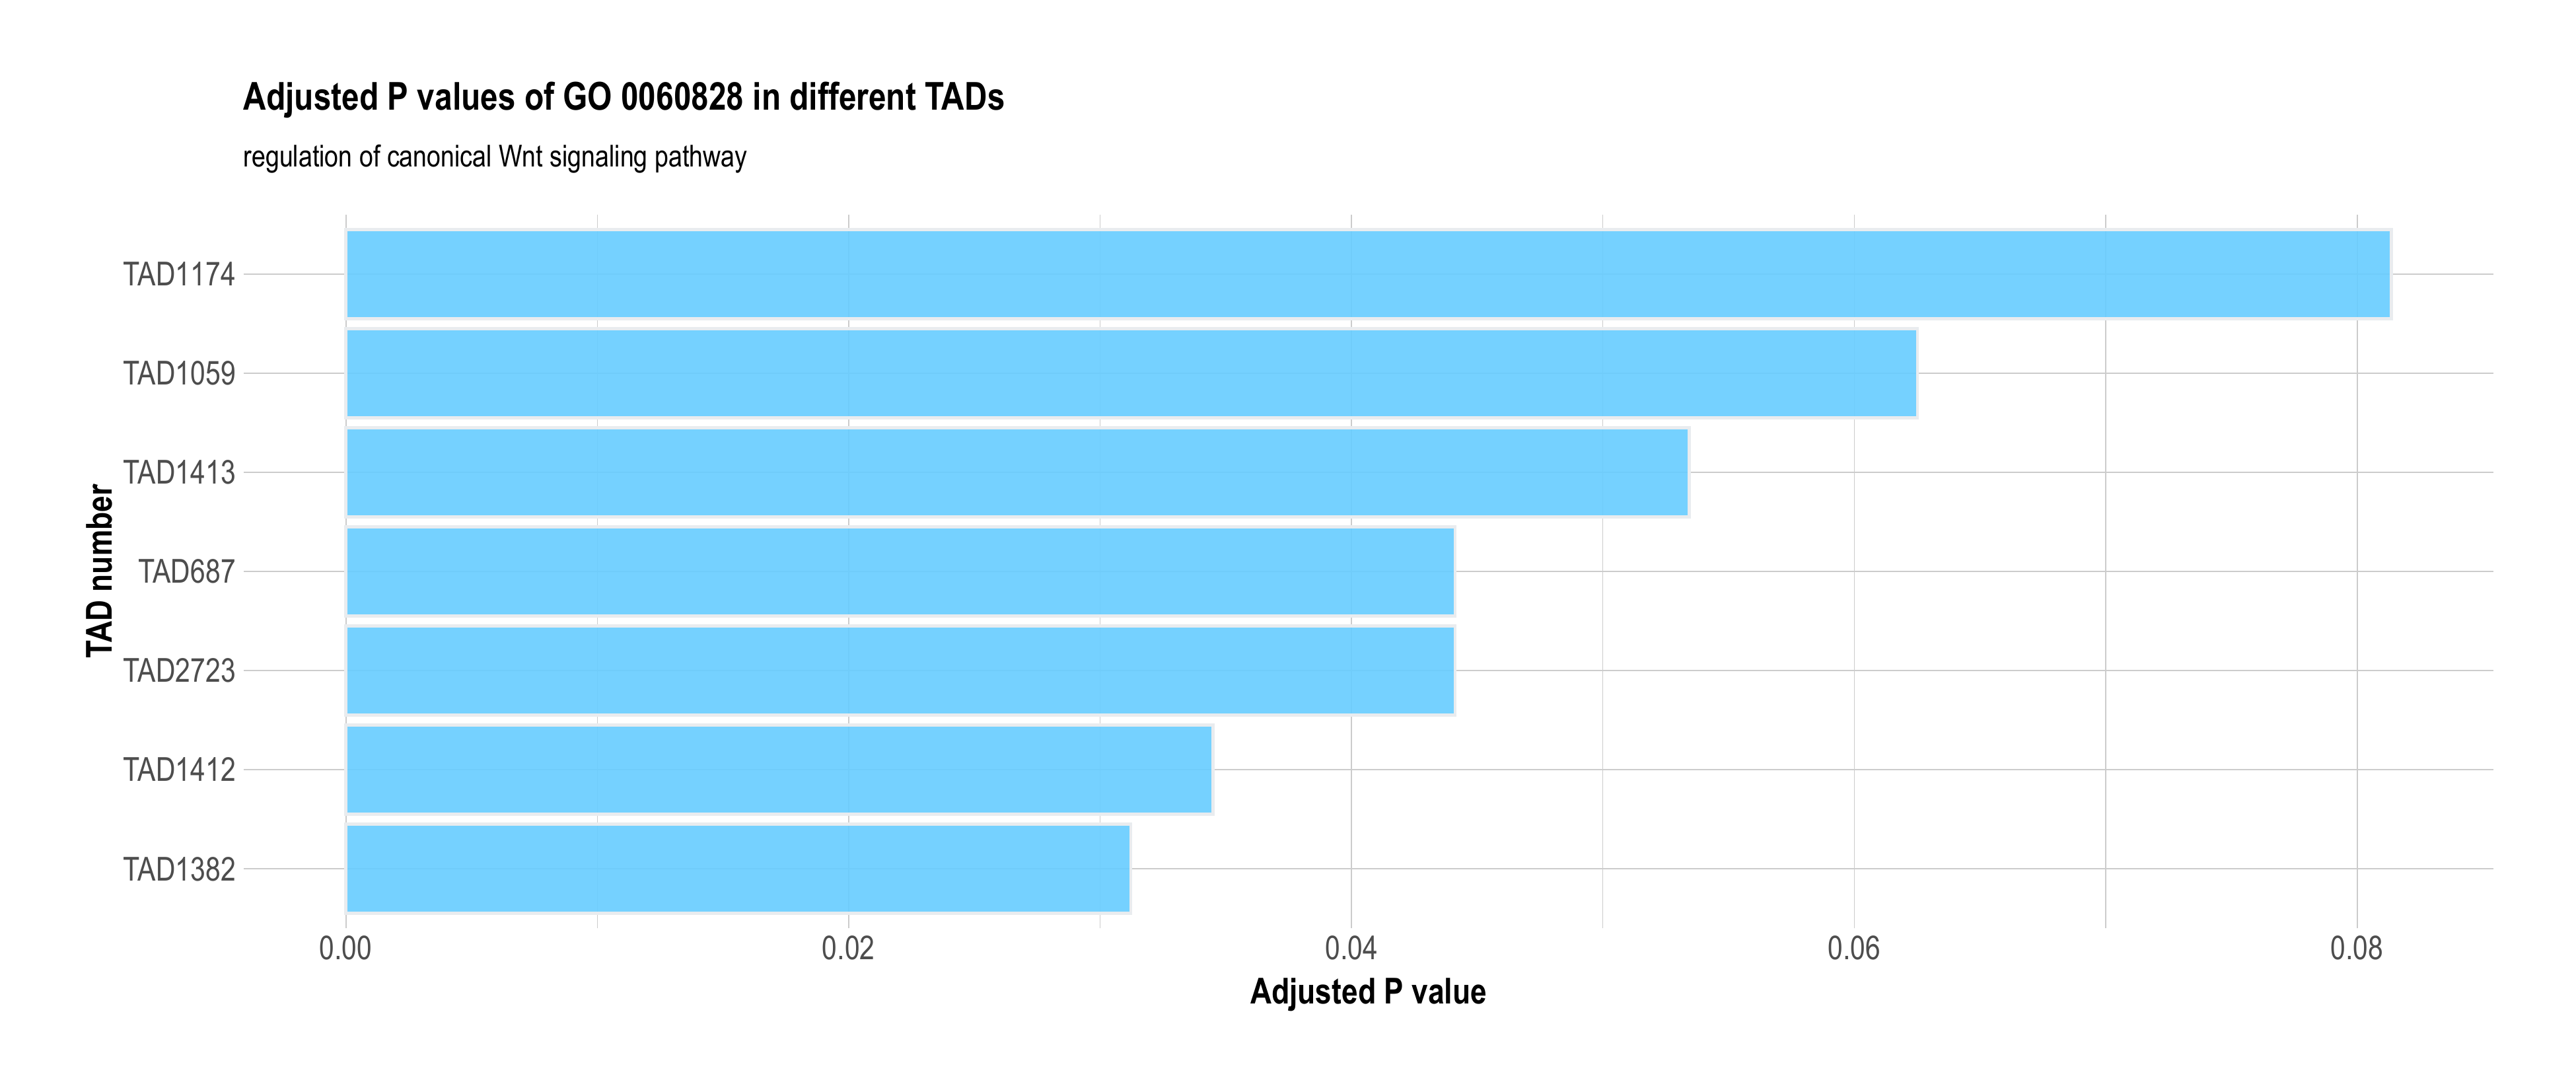 Adjusted P values of GO 0060828 in different TADs
regulation of canonical Wnt signaling pathway
TAD number
TAD1174
TAD1059
TAD1413
TAD687
TAD2723
TAD1412
TAD1382
0.00 0.02 0.04 0.06 0.08
Adjusted P value